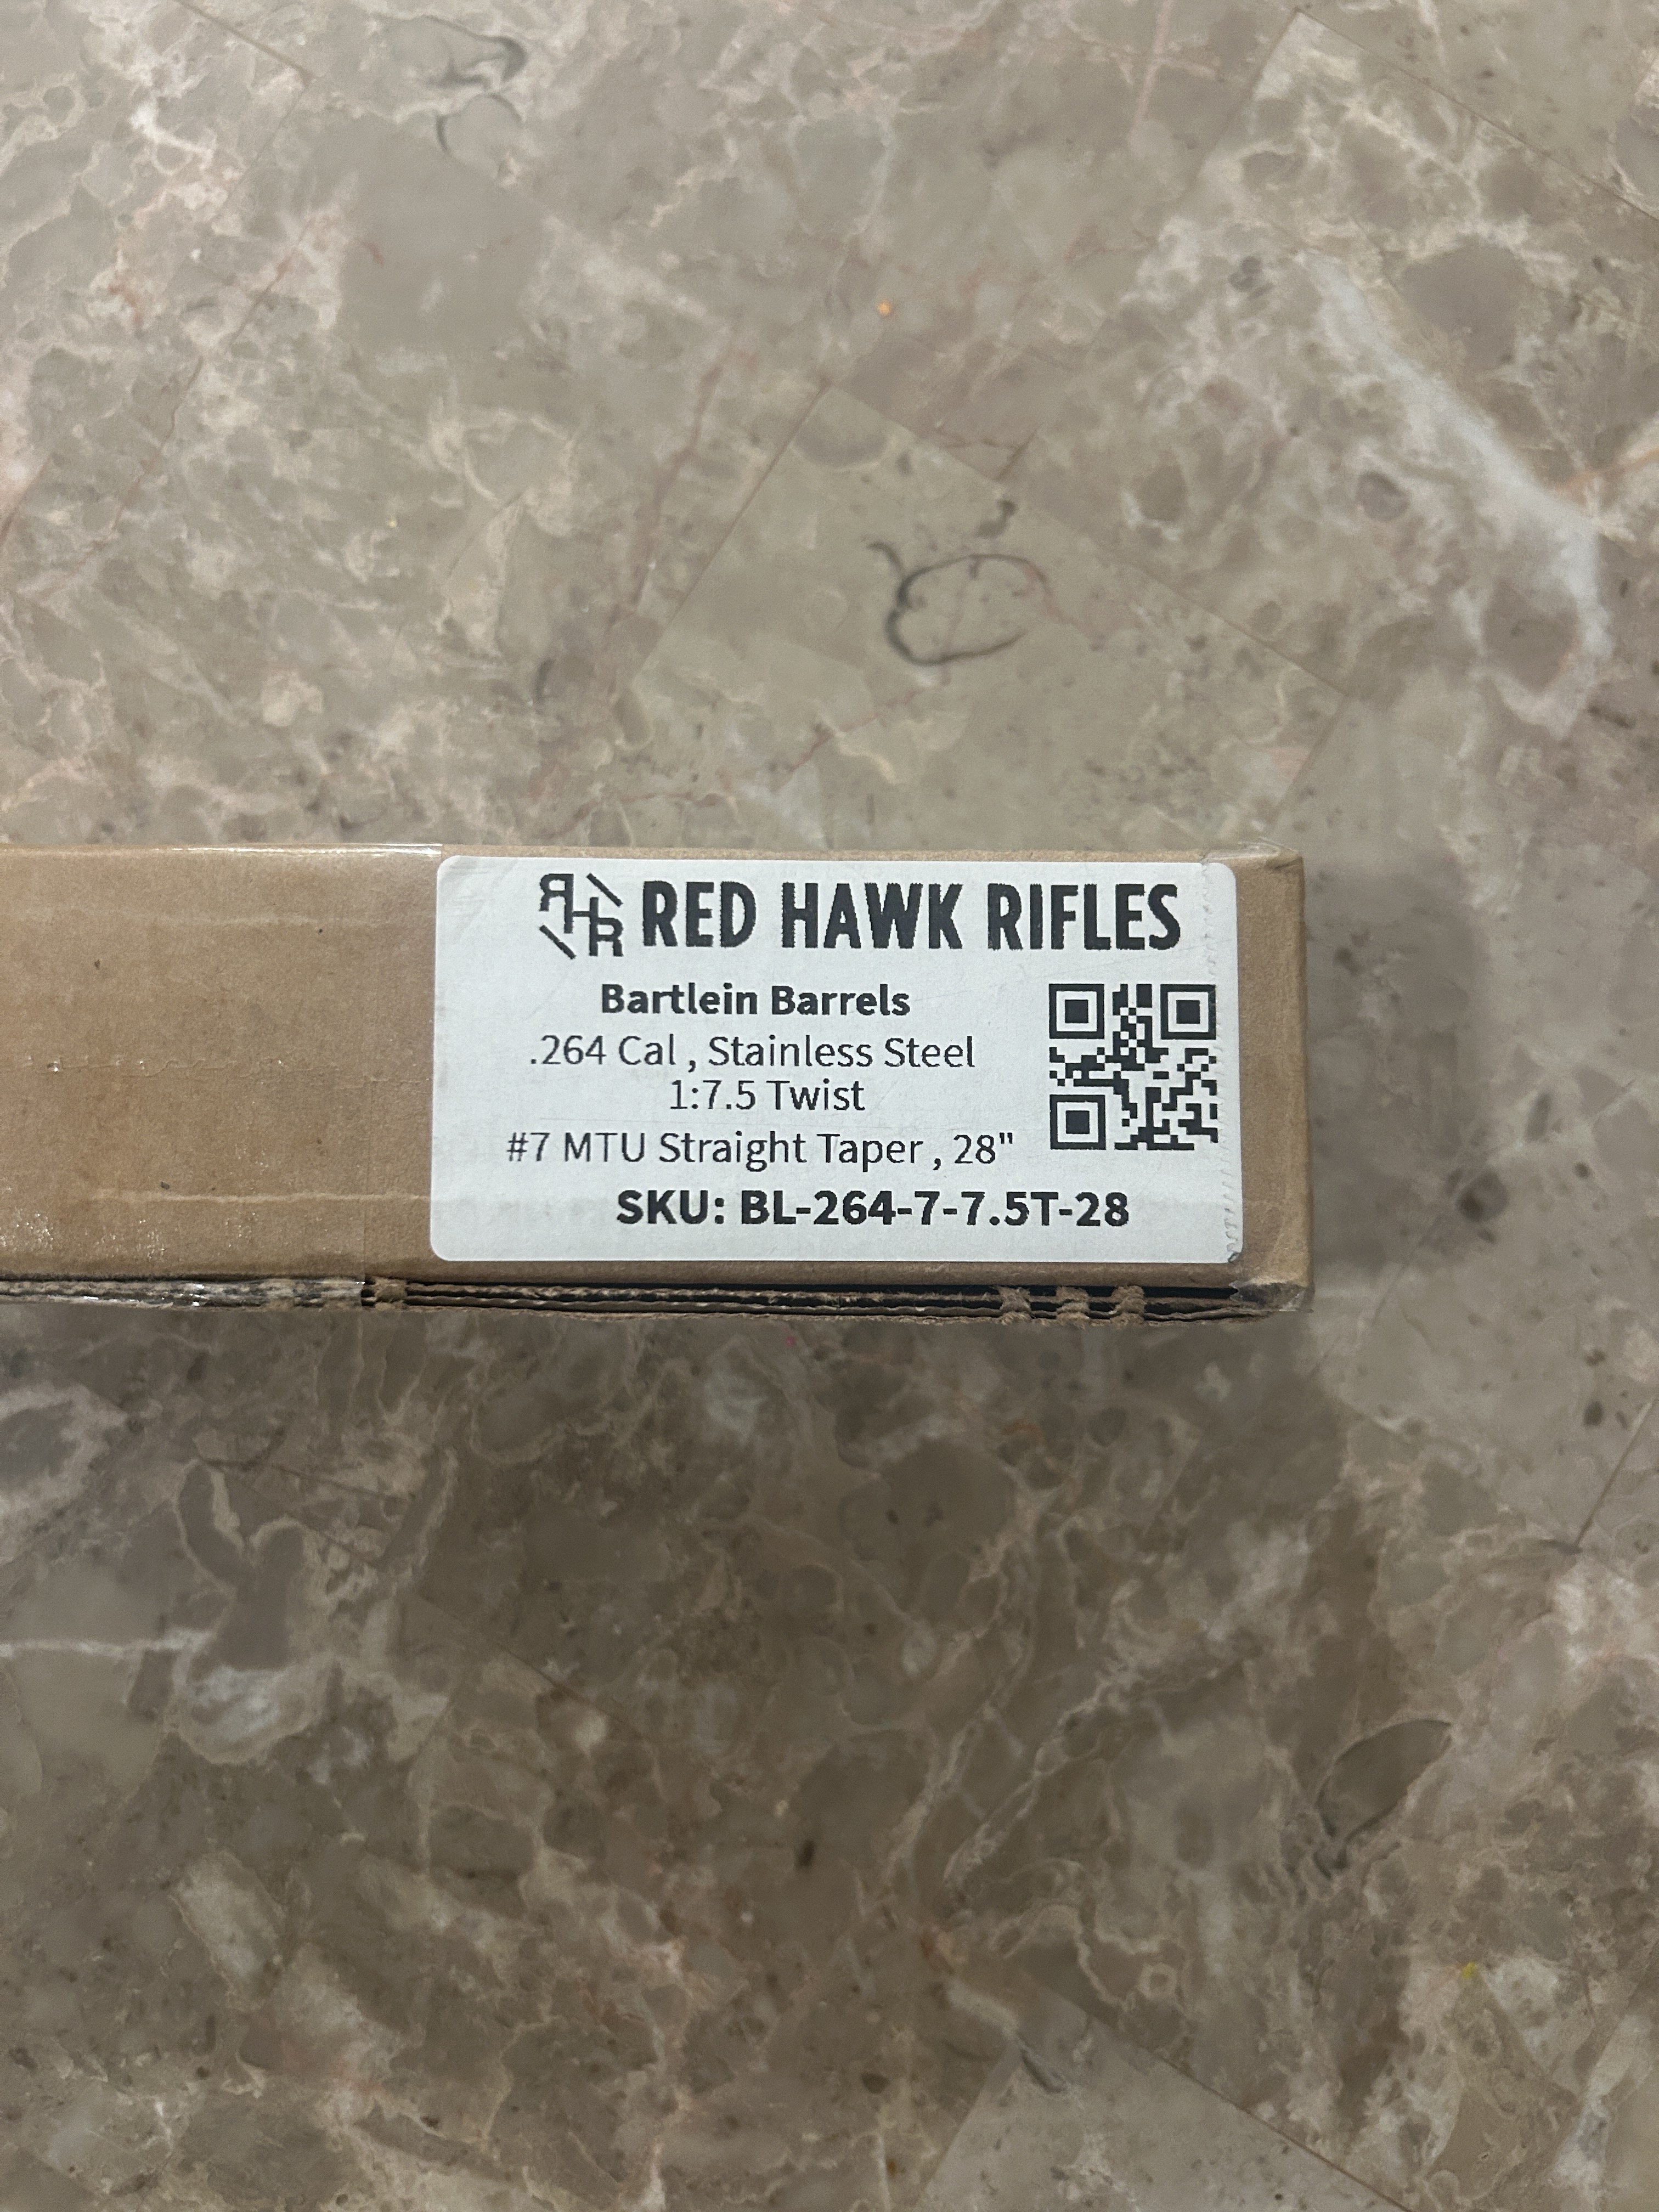 RHR RED HAWK RIFLES
Bartlein Barrels
.264 Cal , Stainless Steel
1:7.5 Twist
#7 MTU Straight Taper , 28"
SKU: BL-264-7-7.5T-28